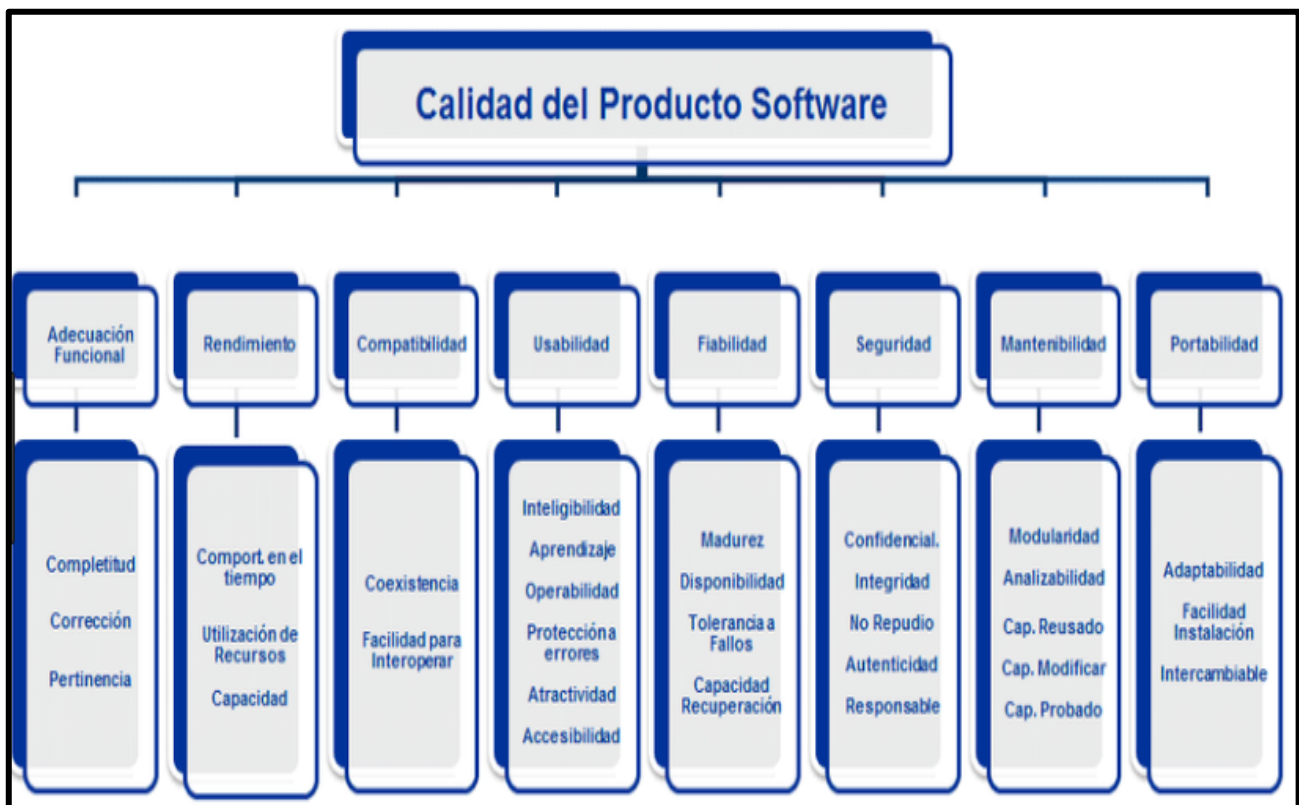 Calidad del Producto Software
Adecuación
Funcional
Rendimiento
Compatibilidad
Usabilidad
Fiabilidad
Seguridad
Mantenibilidad
Portabilidad
Completitud
Corrección
Pertinencia
Comport. en el
tiempo
Utilización de
Recursos
Capacidad
Coexistencia
Facilidad para
Interoperar
Inteligibilidad
Aprendizaje
Operabilidad
Protección a
errores
Atractividad
Accesibilidad
Madurez
Disponibilidad
Tolerancia a
Fallos
Capacidad
Recuperación
Confidencial.
Integridad
No Repudio
Autenticidad
Responsable
Modularidad
Analizabilidad
Cap. Reusado
Cap. Modificar
Cap. Probado
Adaptabilidad
Facilidad
Instalación
Intercambiable